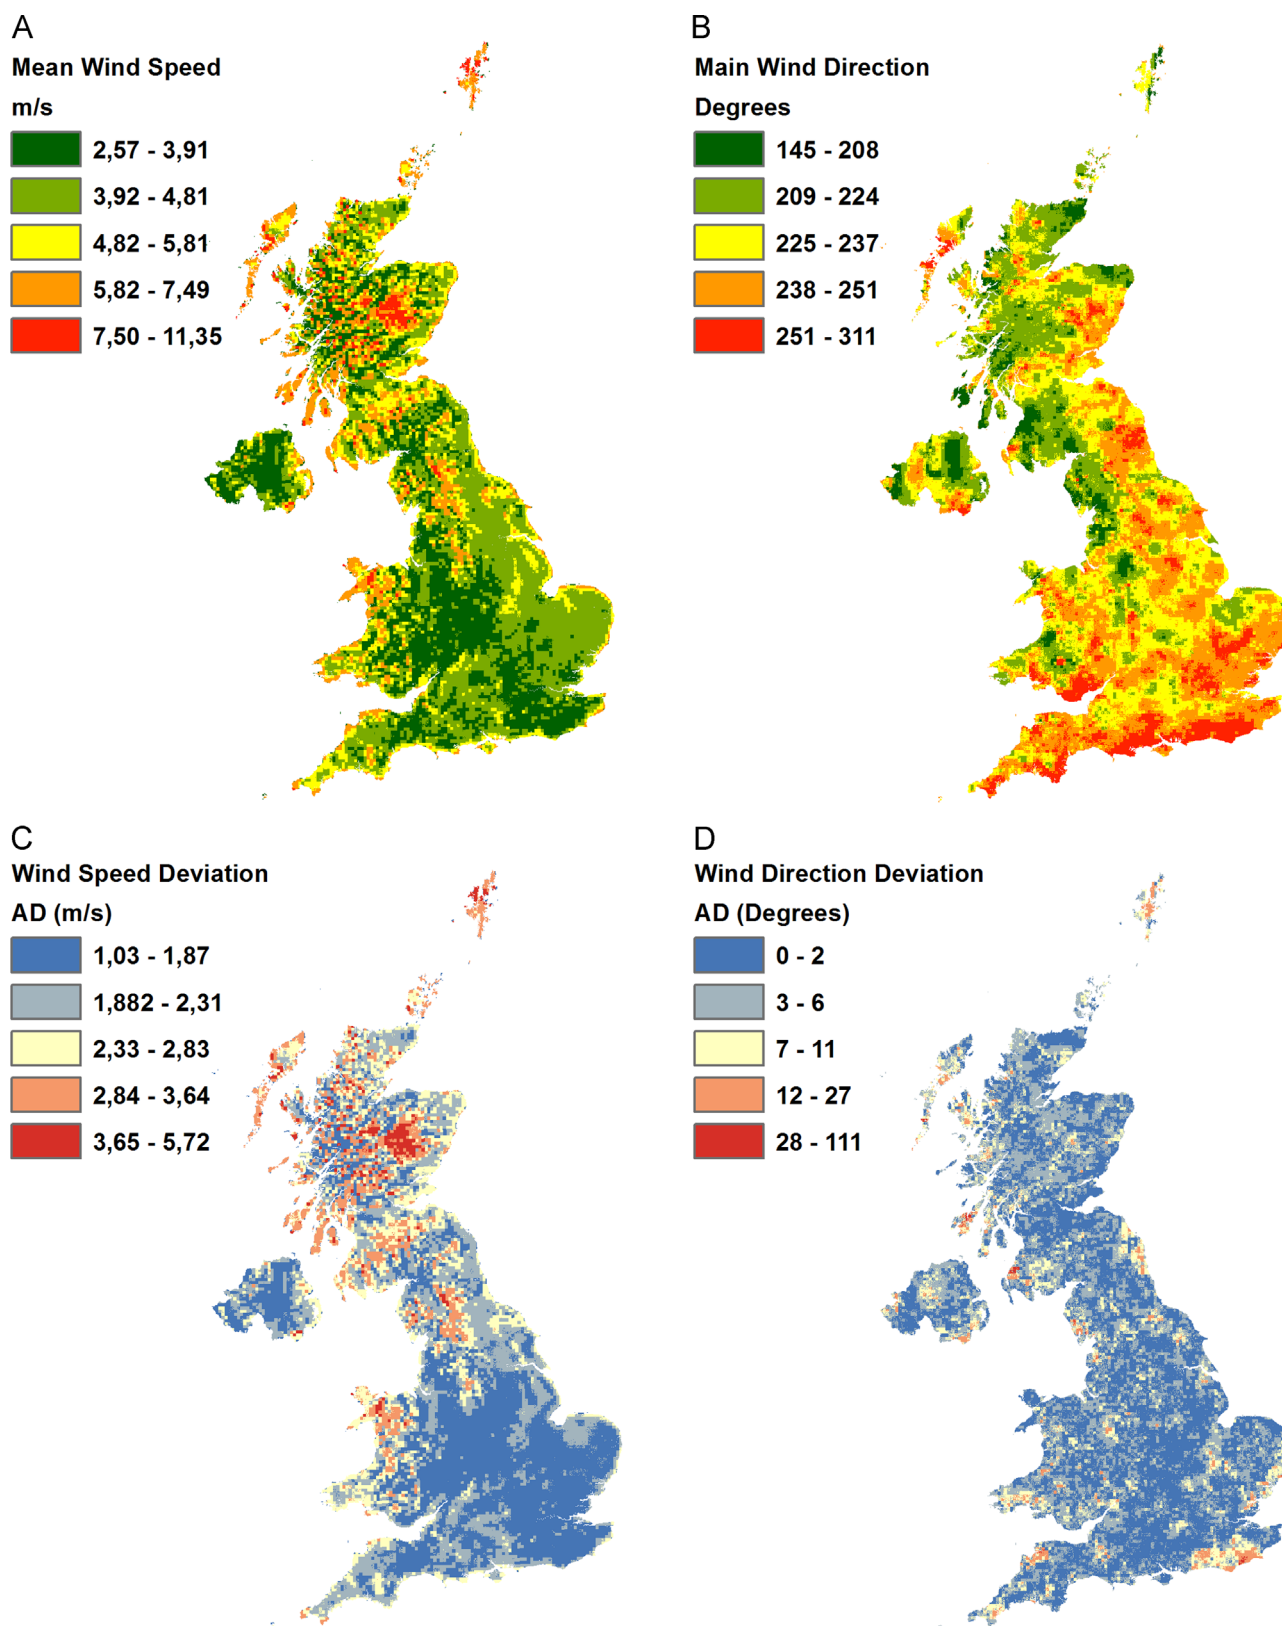 A
Mean Wind Speed
m/s
2,57 - 3,91
3,92 - 4,81
4,82 - 5,81
5,82 - 7,49
7,50 - 11,35
B
Main Wind Direction
Degrees
145 - 208
209 - 224
225 - 237
238 - 251
251 - 311
C
Wind Speed Deviation
AD (m/s)
1,03 - 1,87
1,882 - 2,31
2,33 - 2,83
2,84 - 3,64
3,65 - 5,72
D
Wind Direction Deviation
AD (Degrees)
0 - 2
3 - 6
7 - 11
12 - 27
28 - 111